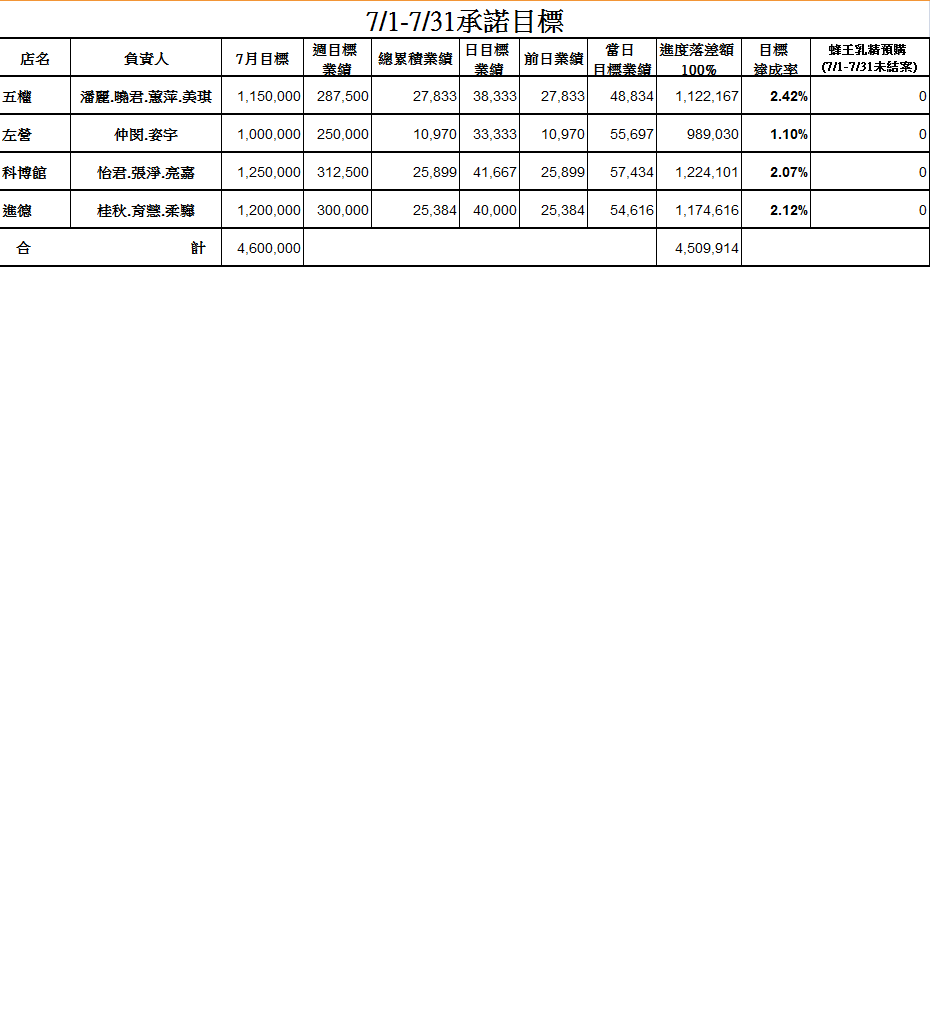 7/1-7/31承諾目標
店名 負責人 7月目標 週目標業績 總累積業績 日目標業績 前日業績 當日目標業績 進度落差額100% 目標達成率 蜂王乳精預購(7/1-7/31未結案)
五權 潘麗.曉君.蕙萍.美琪 1,150,000 287,500 27,833 38,333 27,833 48,834 1,122,167 2.42% 0
左營 仲閔.姿宇 1,000,000 250,000 10,970 33,333 10,970 55,697 989,030 1.10% 0
科博館 怡君.張淨.亮嘉 1,250,000 312,500 25,899 41,667 25,899 57,434 1,224,101 2.07% 0
進德 桂秋.育慧.柔驊 1,200,000 300,000 25,384 40,000 25,384 54,616 1,174,616 2.12% 0
合 計 4,600,000 4,509,914